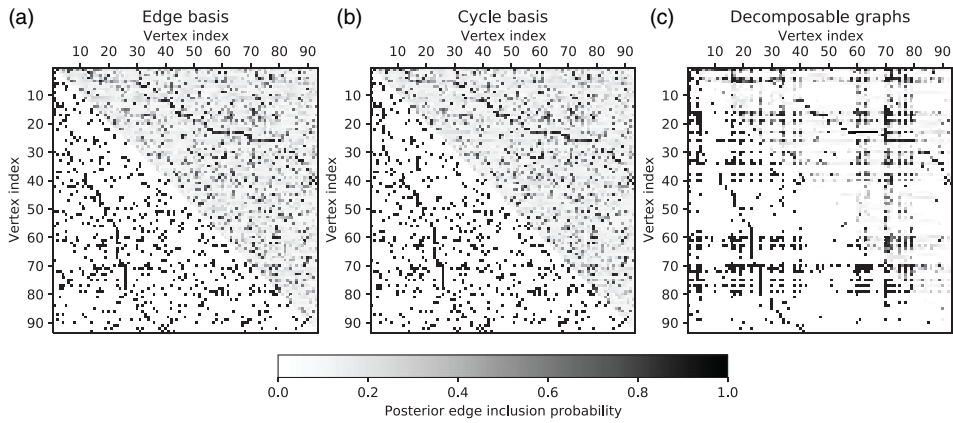 (a) Edge basis
Vertex index
10 20 30 40 50 60 70 80 90
10
20
30
40
50
60
70
80
90
Vertex index
(b) Cycle basis
Vertex index
10 20 30 40 50 60 70 80 90
10
20
30
40
50
60
70
80
90
Vertex index
(c) Decomposable graphs
Vertex index
10 20 30 40 50 60 70 80 90
10
20
30
40
50
60
70
80
90
Vertex index
0.0 0.2 0.4 0.6 0.8 1.0
Posterior edge inclusion probability